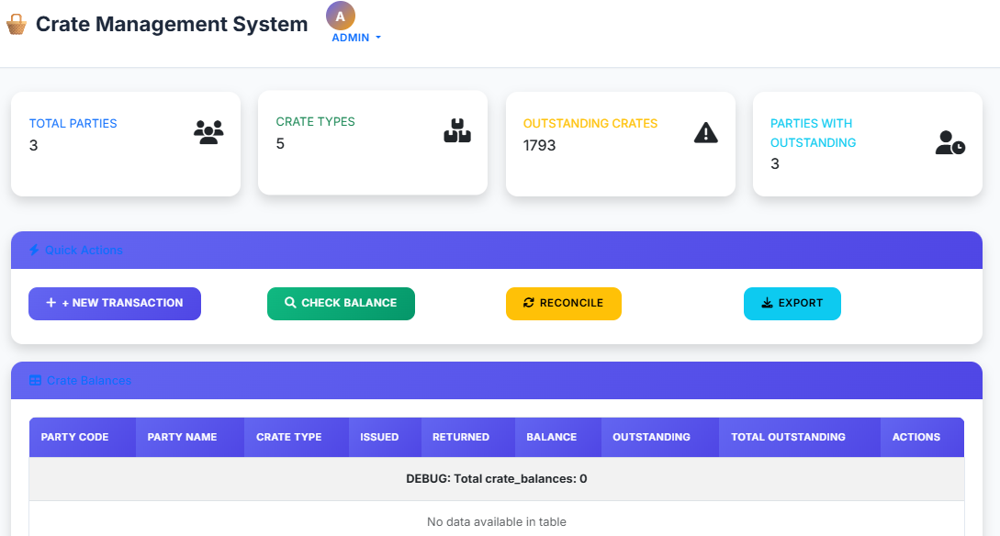 Crate Management System
A
ADMIN
TOTAL PARTIES
3
CRATE TYPES
5
OUTSTANDING CRATES
1793
PARTIES WITH
OUTSTANDING
3
Quick Actions
+ NEW TRANSACTION
CHECK BALANCE
RECONCILE
EXPORT
Crate Balances
PARTY CODE PARTY NAME CRATE TYPE ISSUED RETURNED BALANCE OUTSTANDING TOTAL OUTSTANDING ACTIONS
DEBUG: Total crate_balances: 0
No data available in table